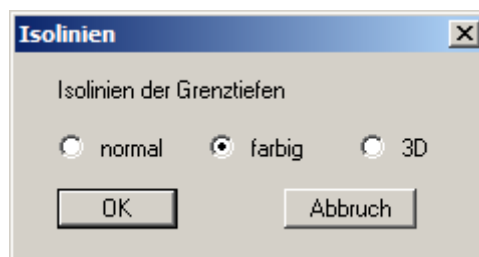 Isolinien
Isolinien der Grenztiefen
normal farbig 3D
OK Abbruch